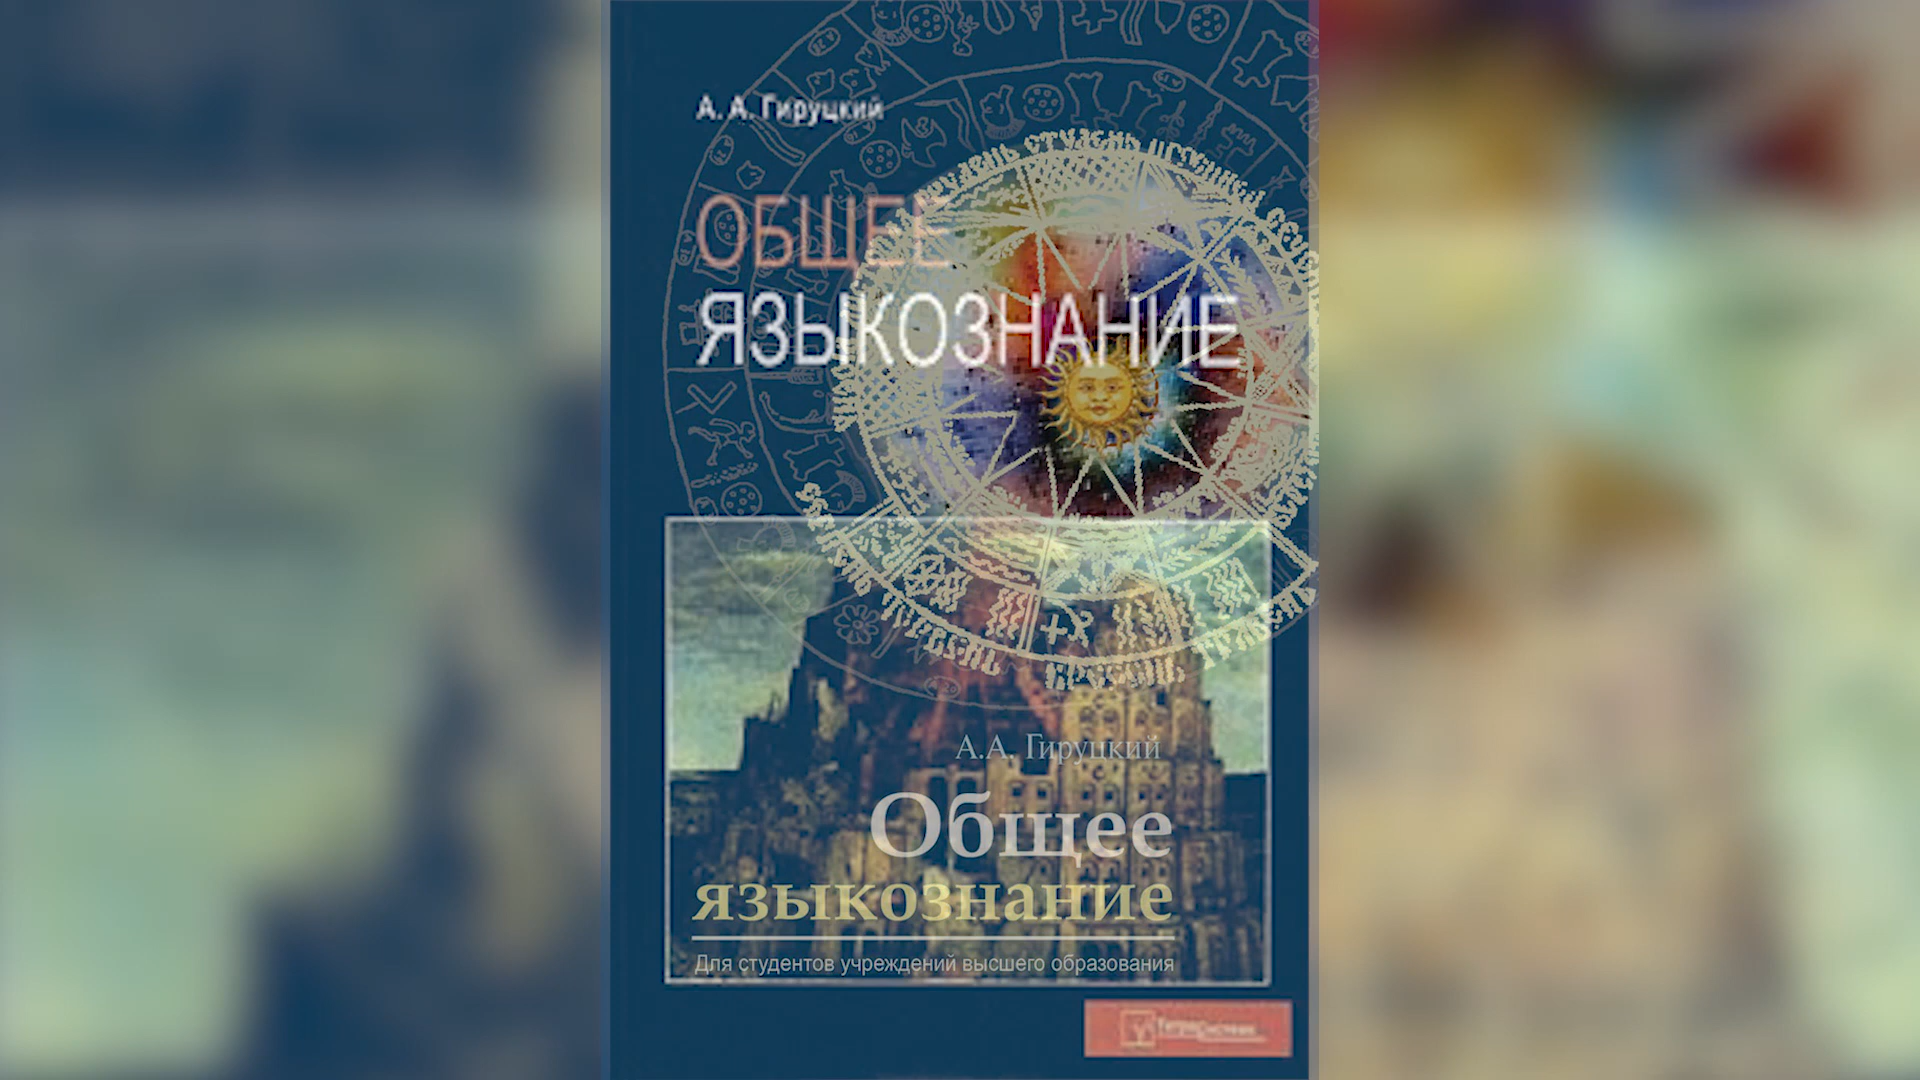 А. А. Гируцкий
ОБЩЕЕ
ЯЗЫКОЗНАНИЕ
А.А. Гируцкий
Общее
языкознание
Для студентов учреждений высшего образования